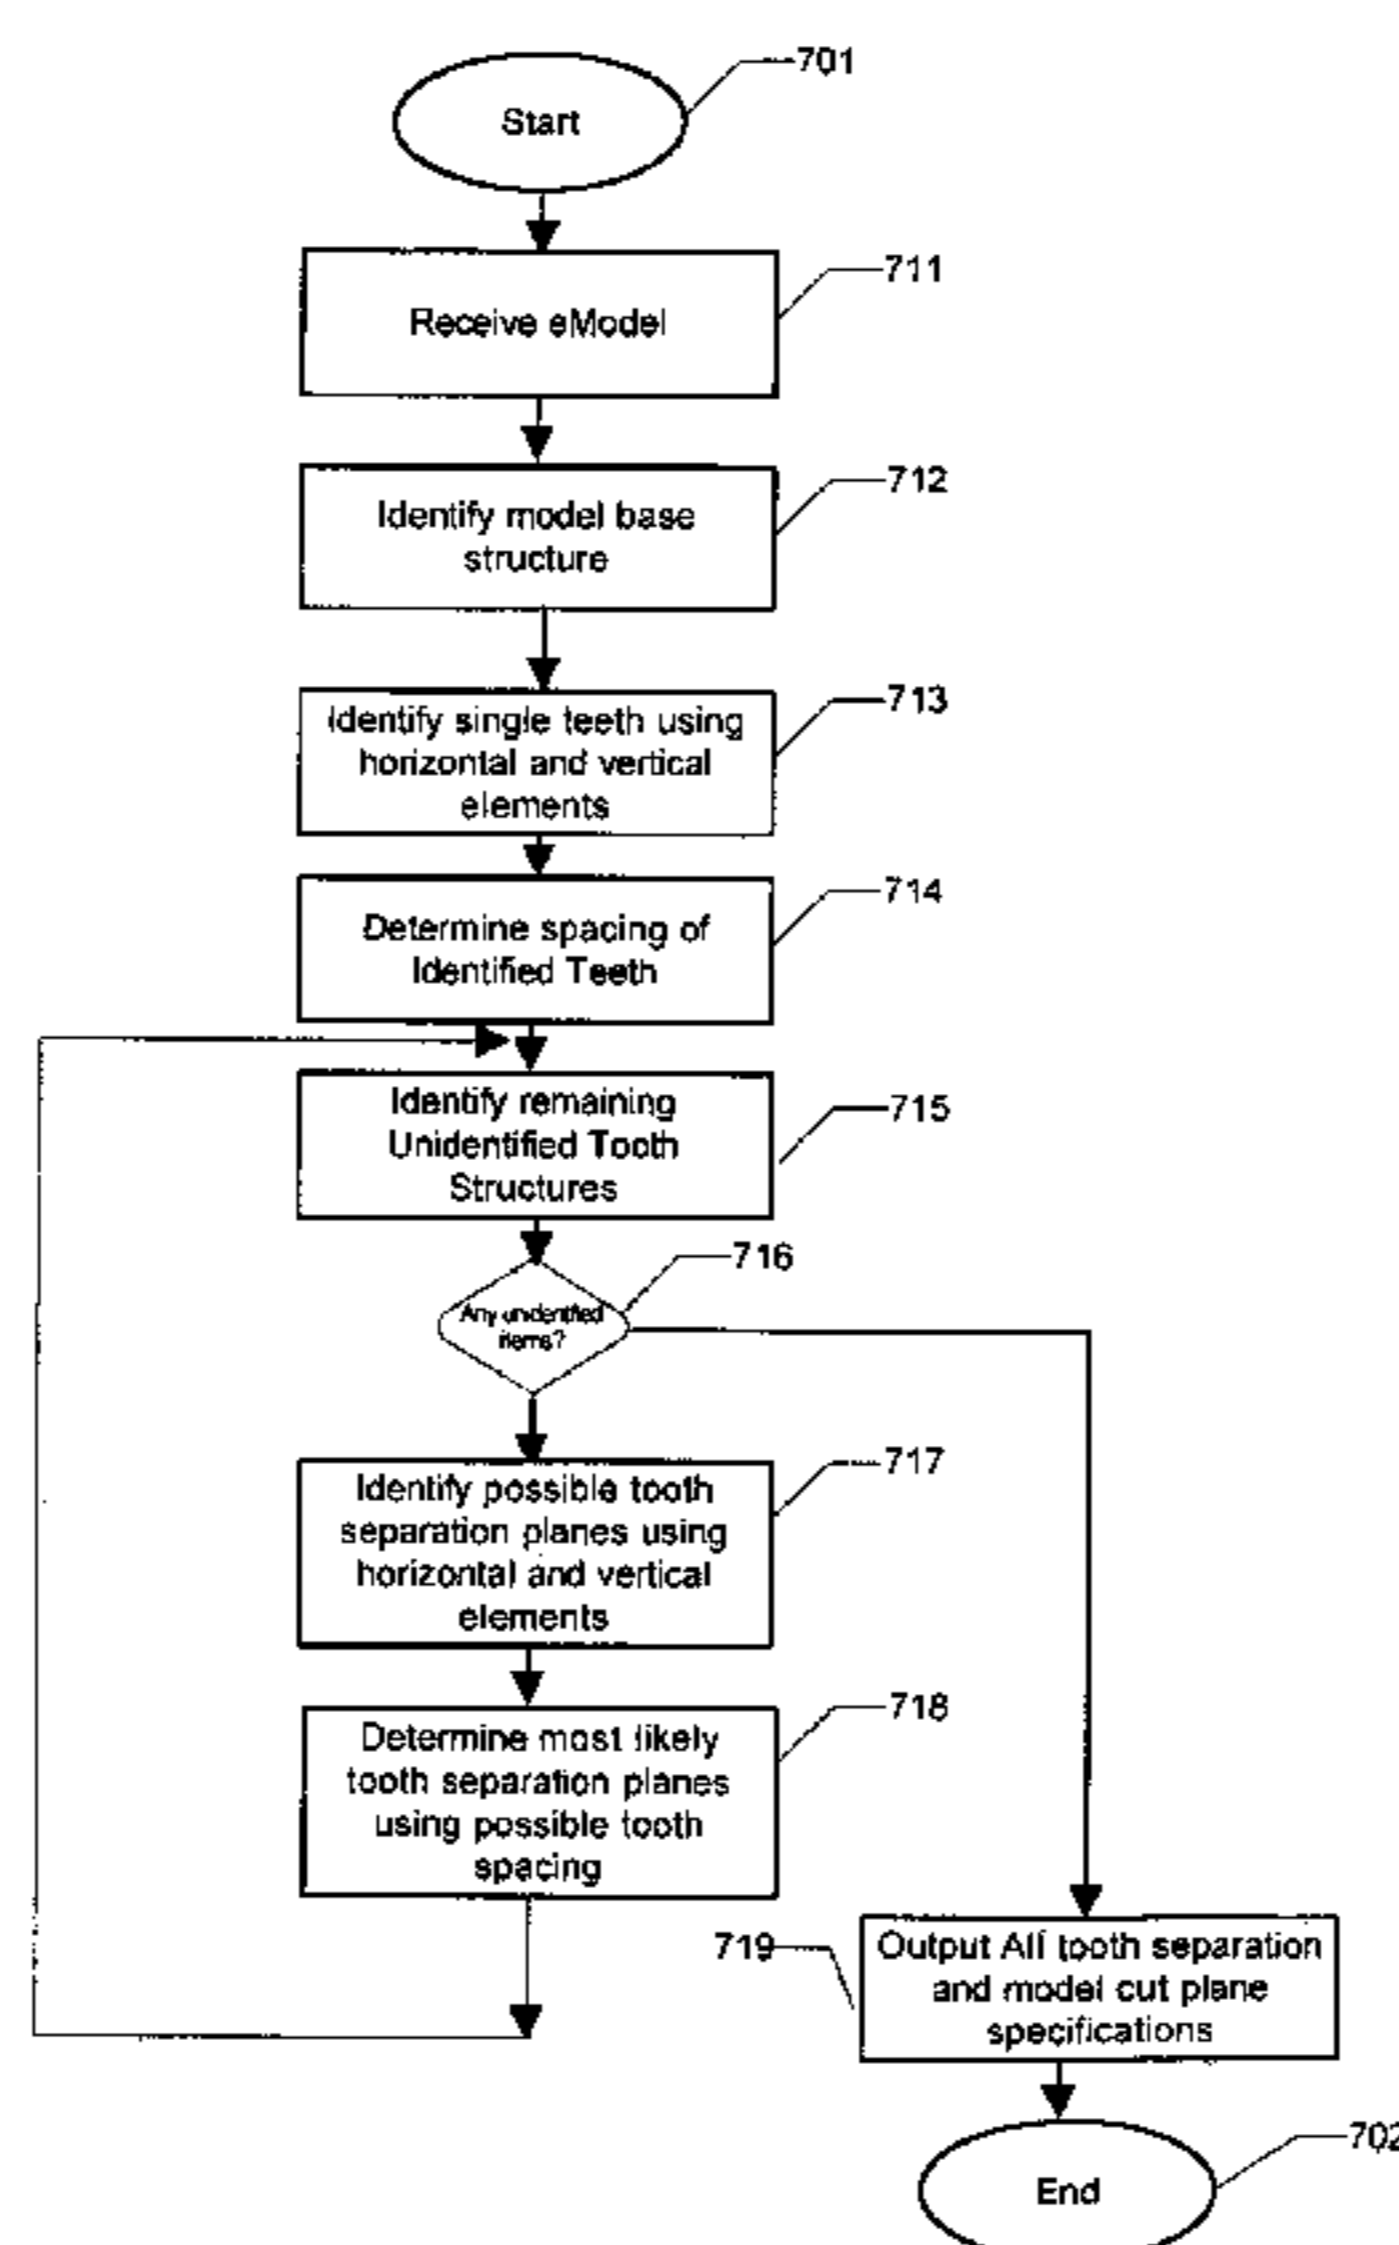 701
Start
711
Receive eModel
712
Identify model base
structure
713
Identify single teeth using
horizontal and vertical
elements
714
Determine spacing of
Identified Teeth
715
Identify remaining
Unidentified Tooth
Structures
716
Any unidentified
items?
717
Identify possible tooth
separation planes using
horizontal and vertical
elements
718
Determine most likely
tooth separation planes
using possible tooth
spacing
719
Output All tooth separation
and model cut plane
specifications
702
End